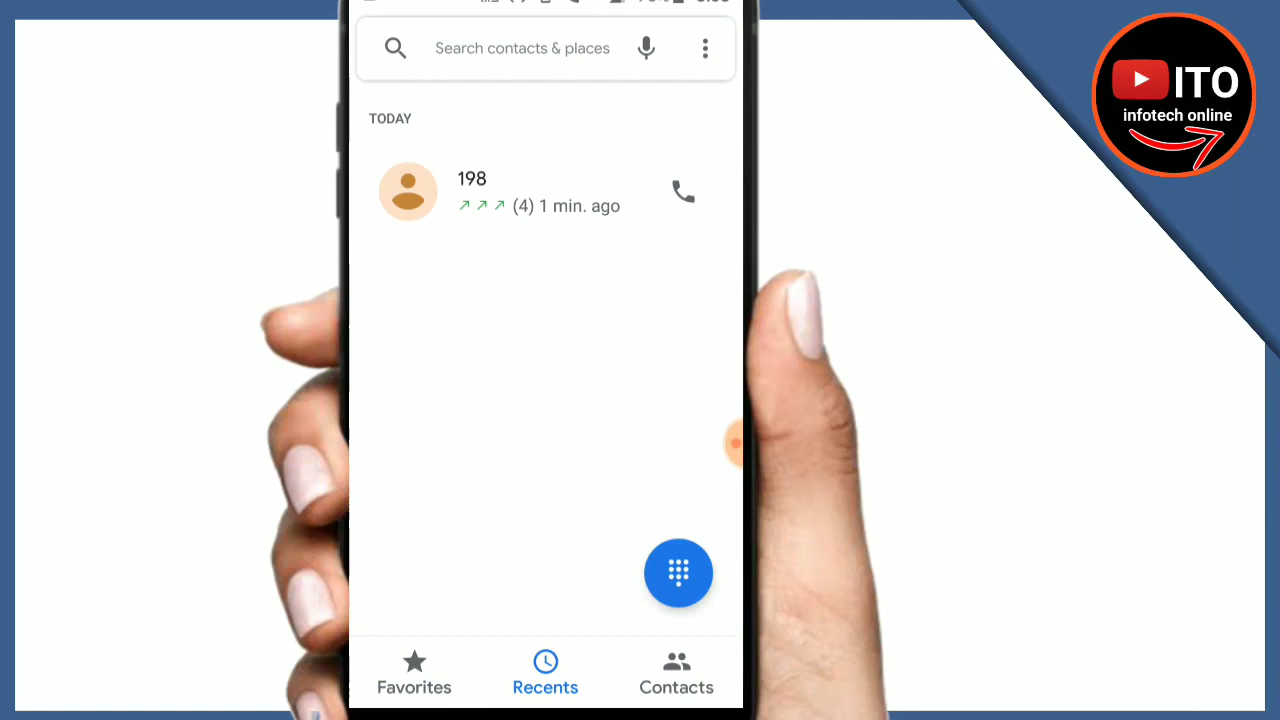 Search contacts & places
TODAY
198
(4) 1 min. ago
Favorites
Recents
Contacts
ITO
infotech online